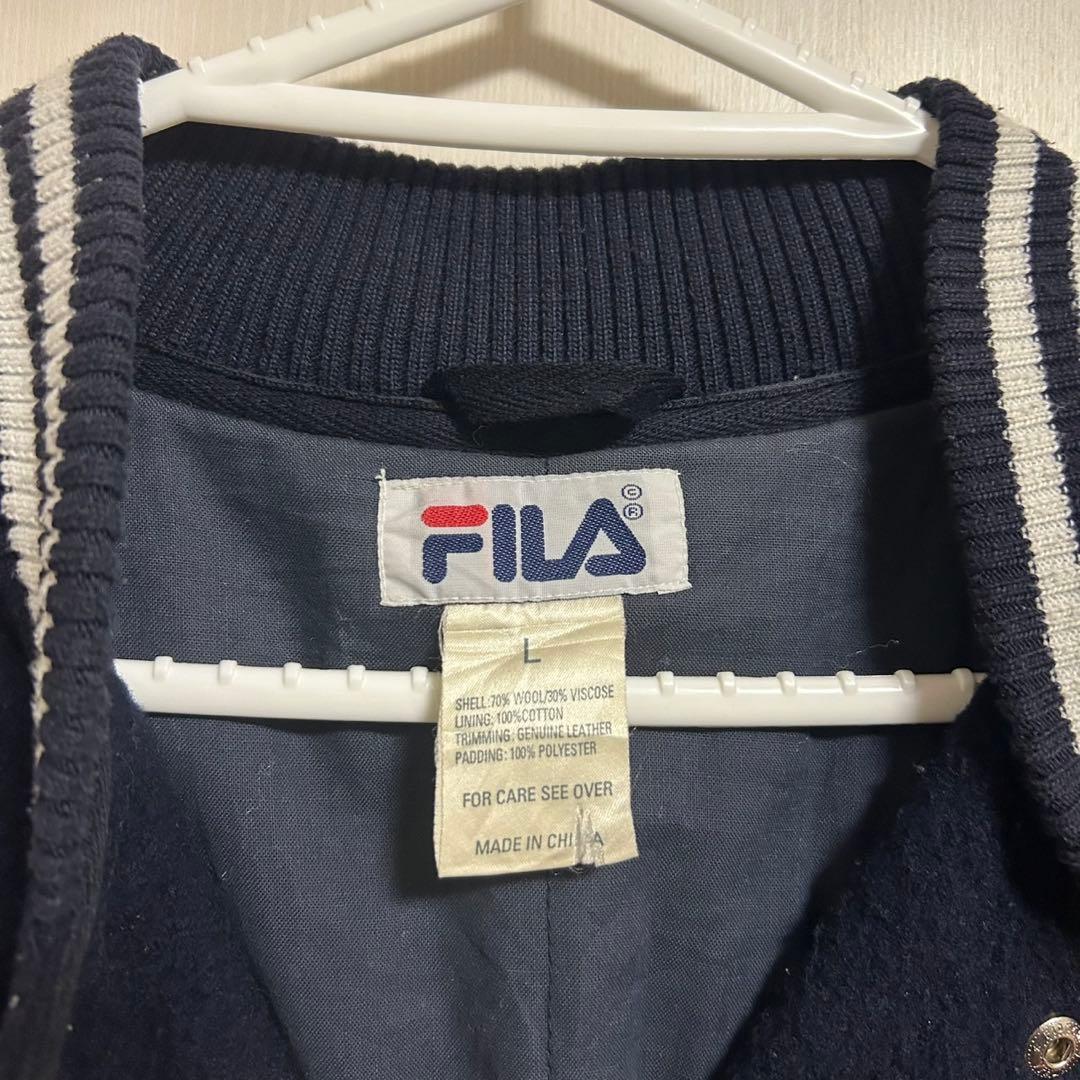 FILA © ®
L
SHELL:70% WOOL/30% VISCOSE
LINING: 100%COTTON
TRIMMING: GENUINE LEATHER
PADDING: 100% POLYESTER
FOR CARE SEE OVER
MADE IN